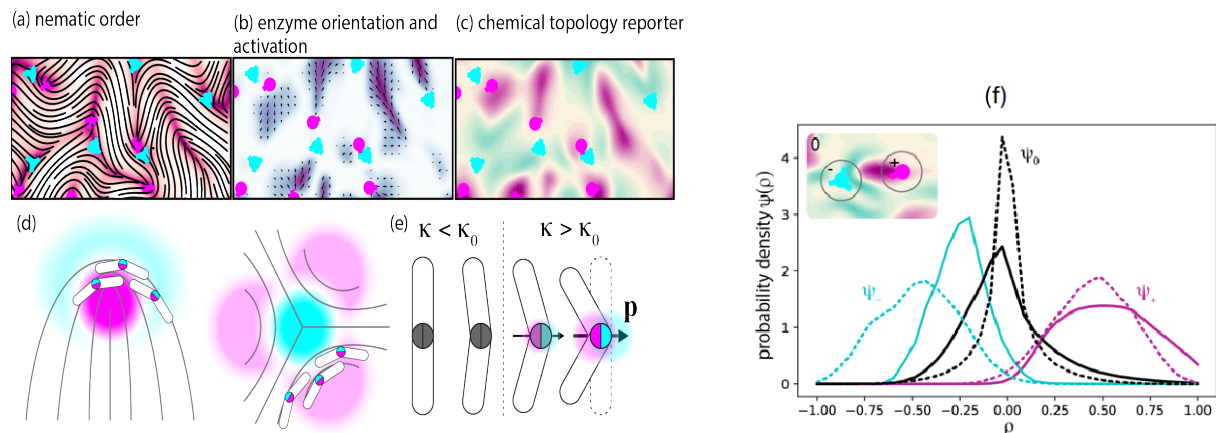 (a) nematic order
(b) enzyme orientation and
activation
(c) chemical topology reporter
(d)
(e)
κ < κ₀
κ > κ₀
p
(f)
probability density ψ(ρ)
4
3
2
1
0
0
-
+
ψ₀
ψ₋
ψ₊
−1.00 −0.75 −0.50 −0.25 0.00 0.25 0.50 0.75 1.00
ρ